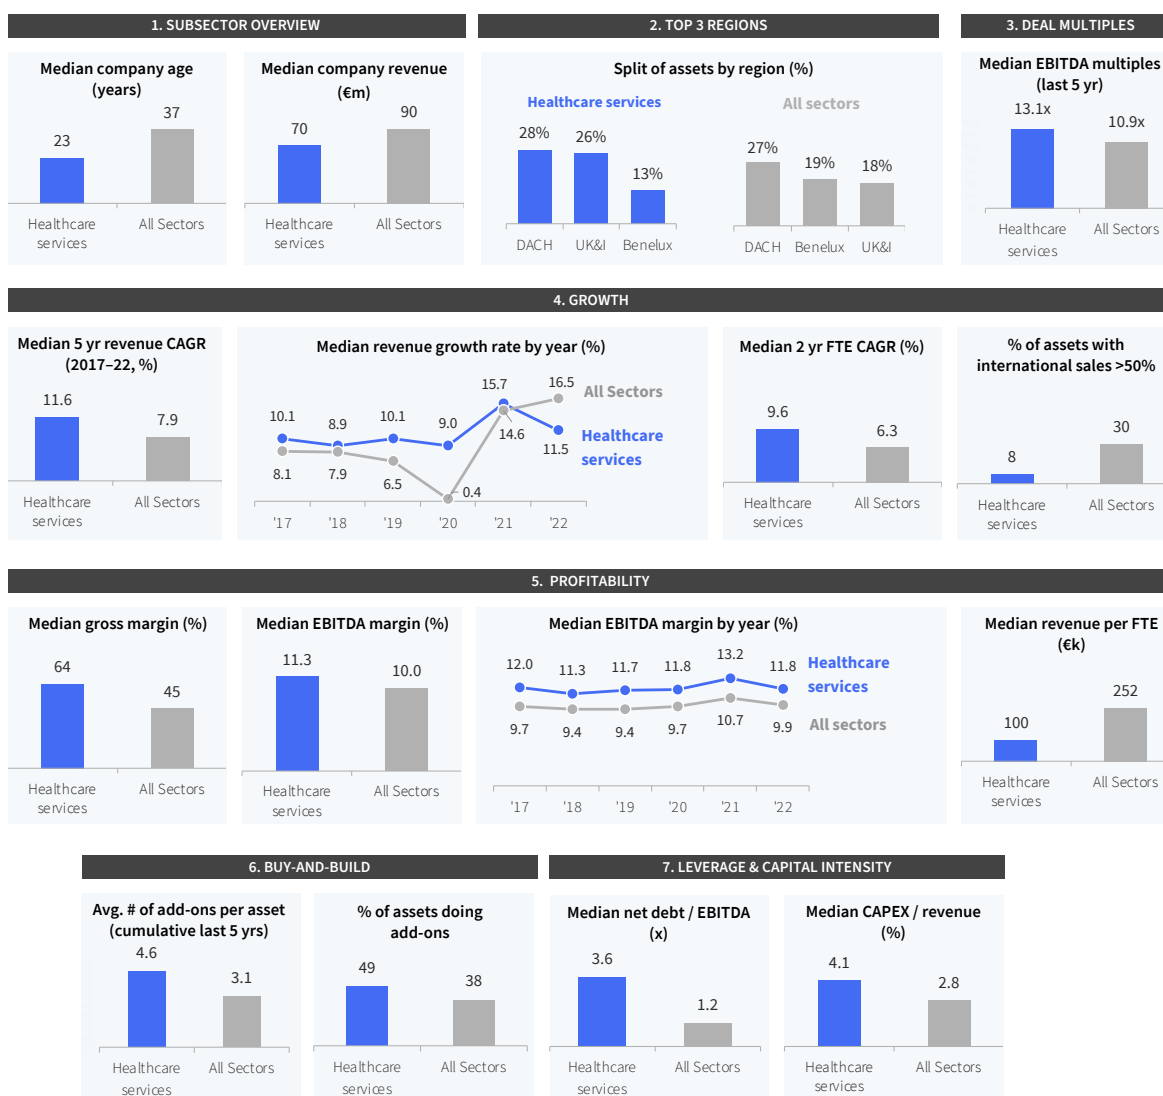 1. SUBSECTOR OVERVIEW
Median company age
(years)
23
37
Healthcare
services
All Sectors
Median company revenue
(€m)
70
90
Healthcare
services
All Sectors
2. TOP 3 REGIONS
Split of assets by region (%)
Healthcare services
28%
26%
13%
DACH
UK&I
Benelux
All sectors
27%
19%
18%
DACH
Benelux
UK&I
3. DEAL MULTIPLES
Median EBITDA multiples
(last 5 yr)
13.1x
10.9x
Healthcare
services
All Sectors
4. GROWTH
Median 5 yr revenue CAGR
(2017–22, %)
11.6
7.9
Healthcare
services
All Sectors
Median revenue growth rate by year (%)
10.1
8.9
10.1
9.0
15.7
16.5
All Sectors
8.1
7.9
6.5
0.4
14.6
11.5
Healthcare
services
'17
'18
'19
'20
'21
'22
Median 2 yr FTE CAGR (%)
9.6
6.3
Healthcare
services
All Sectors
% of assets with
international sales >50%
8
30
Healthcare
services
All Sectors
5. PROFITABILITY
Median gross margin (%)
64
45
Healthcare
services
All Sectors
Median EBITDA margin (%)
11.3
10.0
Healthcare
services
All Sectors
Median EBITDA margin by year (%)
12.0
11.3
11.7
11.8
13.2
11.8
Healthcare
services
9.7
9.4
9.4
9.7
10.7
9.9
All sectors
'17
'18
'19
'20
'21
'22
Median revenue per FTE
(€k)
100
252
Healthcare
services
All Sectors
6. BUY-AND-BUILD
Avg. # of add-ons per asset
(cumulative last 5 yrs)
4.6
3.1
Healthcare
services
All Sectors
% of assets doing
add-ons
49
38
Healthcare
services
All Sectors
7. LEVERAGE & CAPITAL INTENSITY
Median net debt / EBITDA
(x)
3.6
1.2
Healthcare
services
All Sectors
Median CAPEX / revenue
(%)
4.1
2.8
Healthcare
services
All Sectors